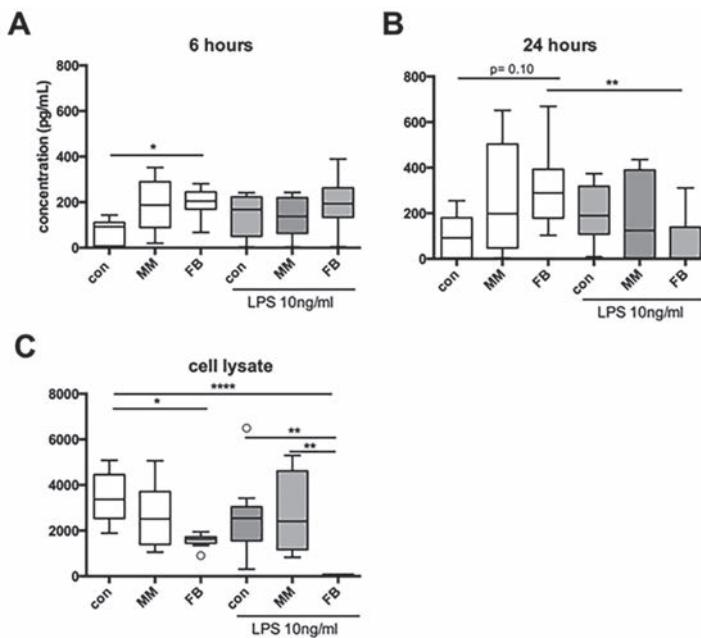 A
6 hours
concentration (pg/mL)
800
600
400
200
0
*
con
MM
FB
con
MM
FB
LPS 10ng/ml
B
24 hours
p= 0.10
**
800
600
400
200
0
con
MM
FB
con
MM
FB
LPS 10ng/ml
C
cell lysate
****
*
**
**
8000
6000
4000
2000
0
con
MM
FB
con
MM
FB
LPS 10ng/ml